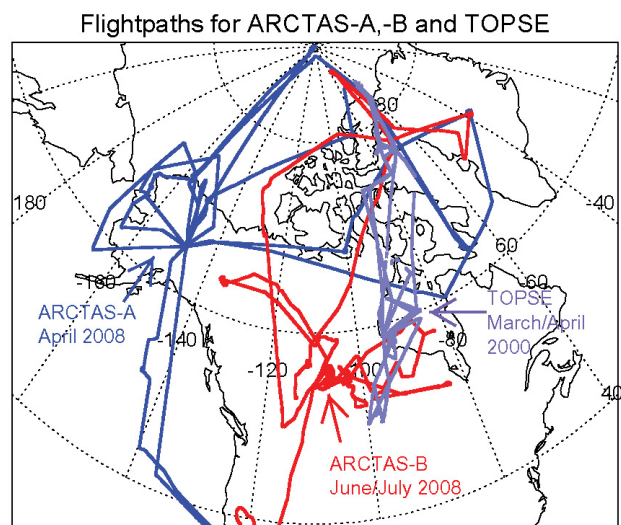 Flightpaths for ARCTAS-A,-B and TOPSE
80
180
-40
60
-180
-60
ARCTAS-A
April 2008
TOPSE
March/April
2000
-140
-80
-120
-100
40
ARCTAS-B
June/July 2008